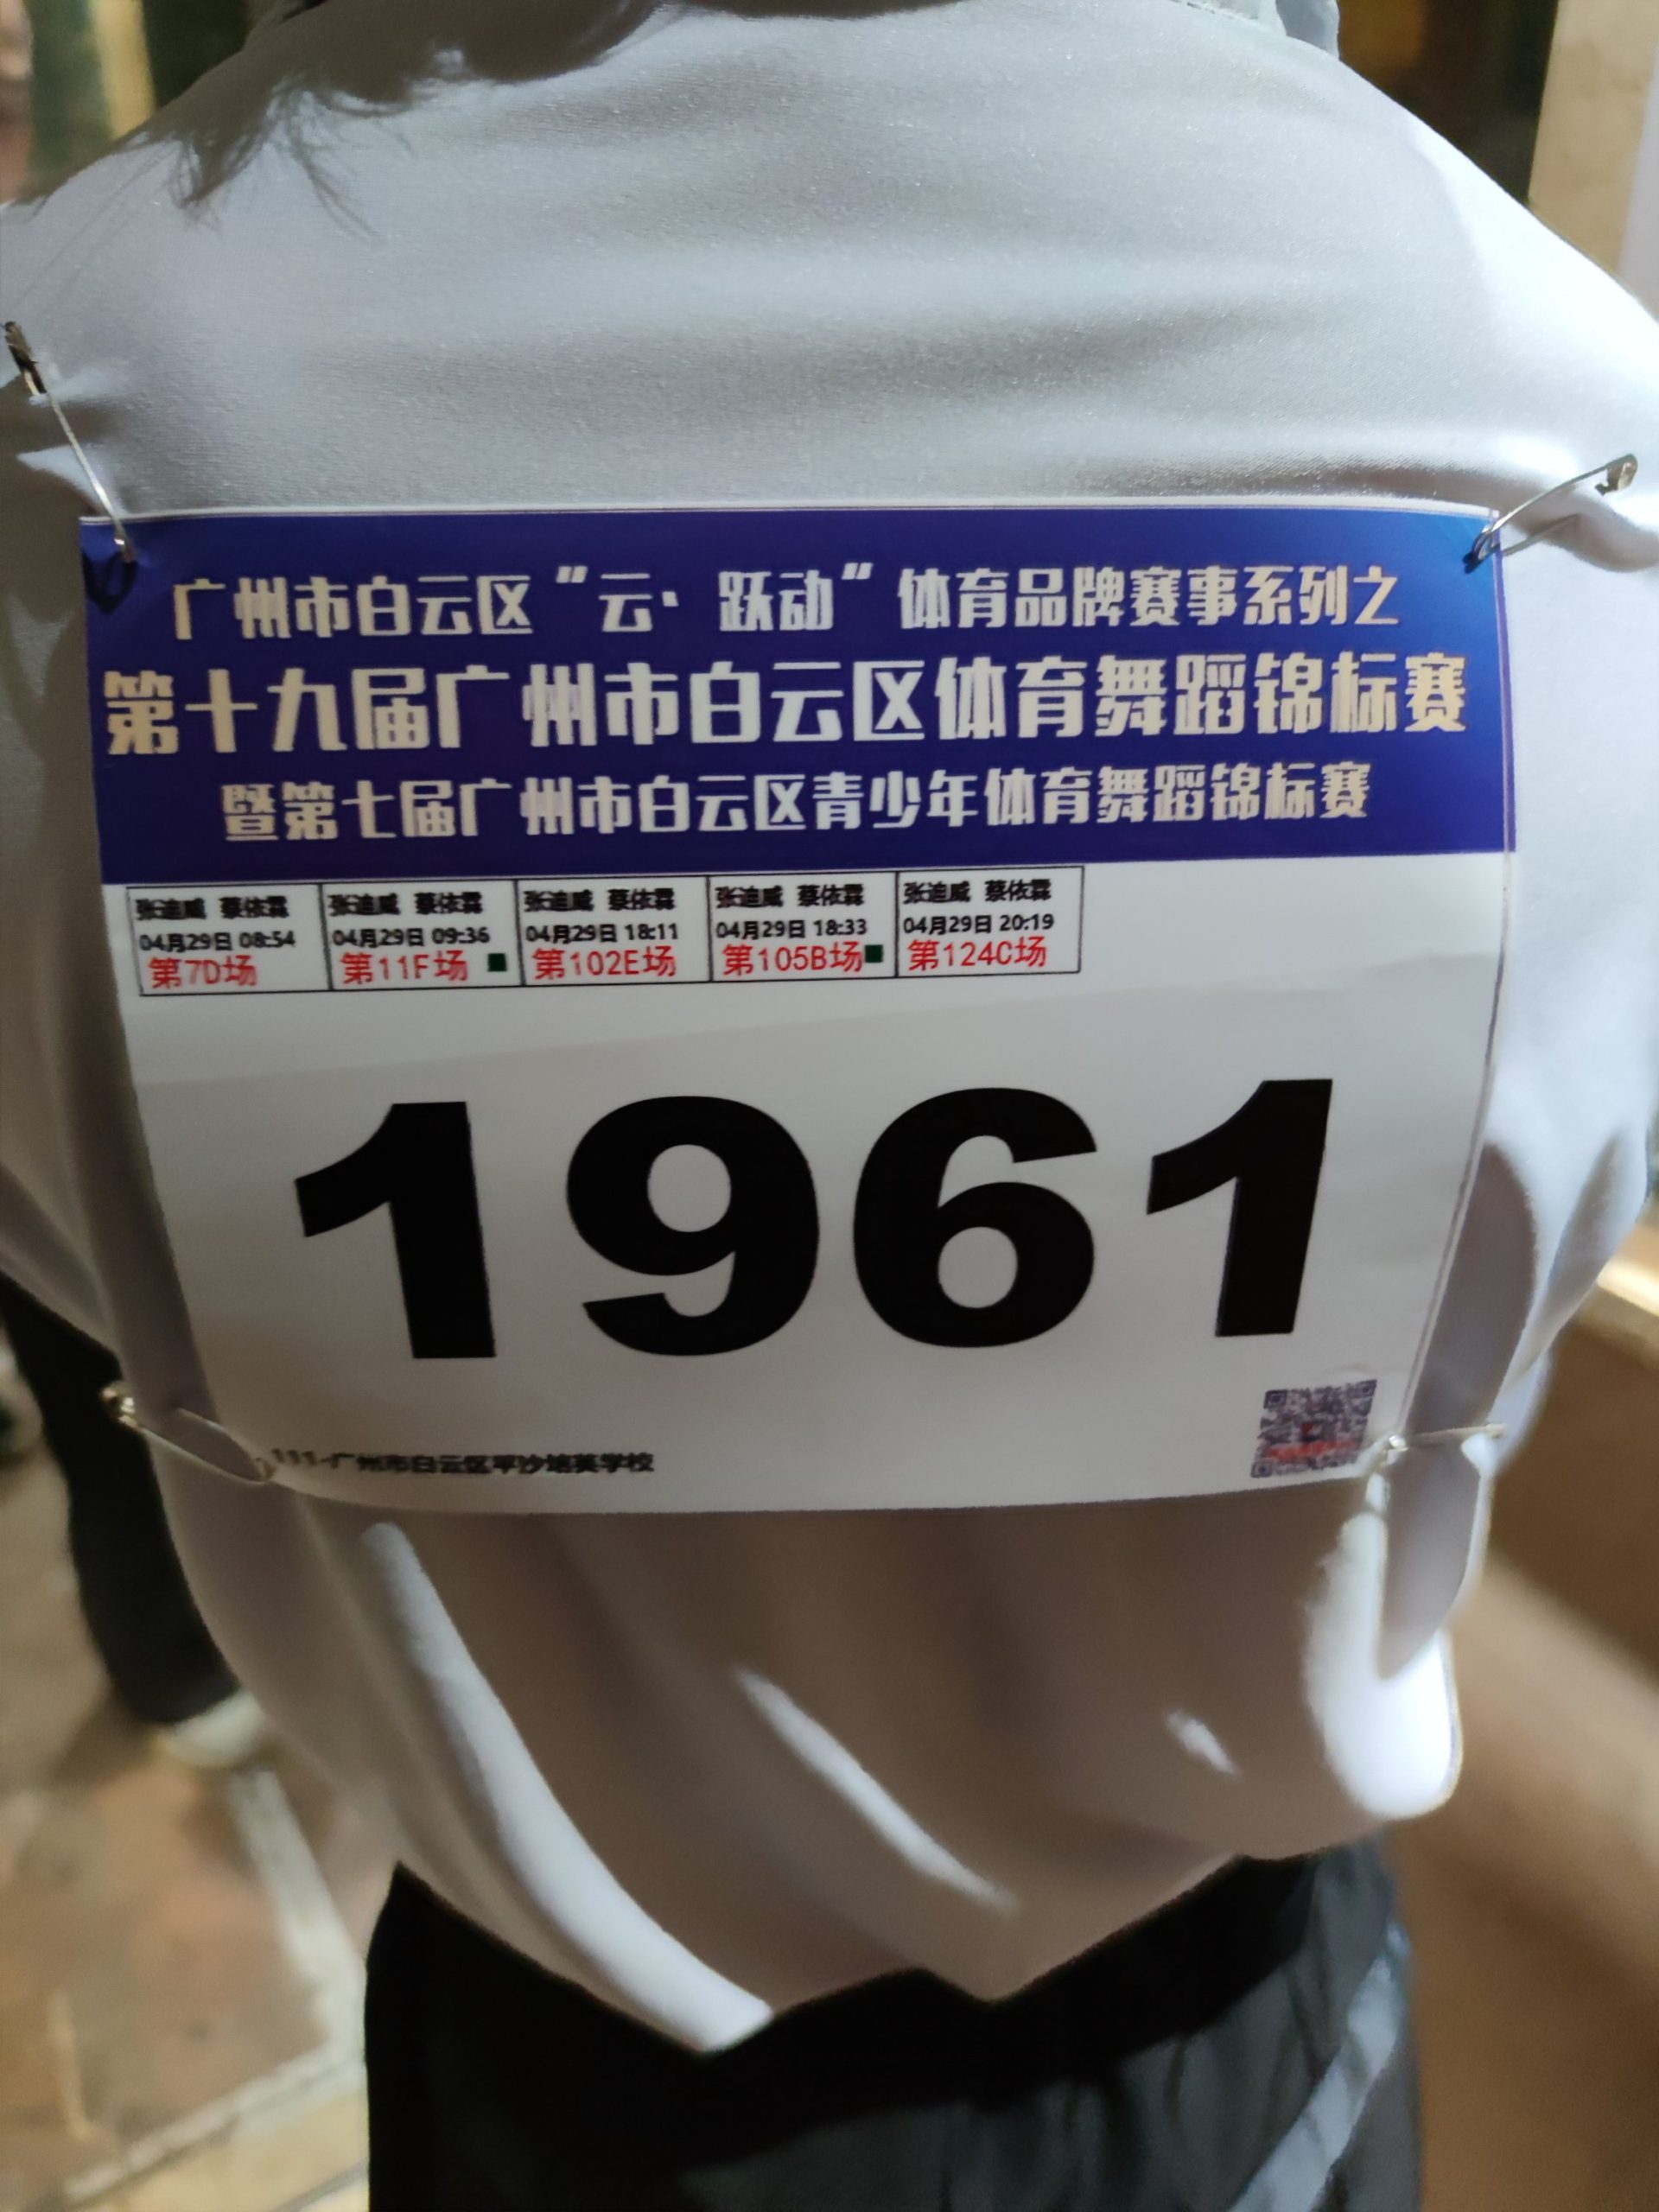 广州市白云区“云·跃动”体育品牌赛事系列之
第十九届广州市白云区体育舞蹈锦标赛
暨第七届广州市白云区青少年体育舞蹈锦标赛
张迪威 蔡依霖 张迪威 蔡依霖 张迪威 蔡依霖 张迪威 蔡依霖 张迪威 蔡依霖
04月29日 08:54 04月29日 09:36 04月29日 18:11 04月29日 18:33 04月29日 20:19
第7D场 第11F场 第102E场 第105B场 第124C场
1961
111-广州市白云区平沙培英学校